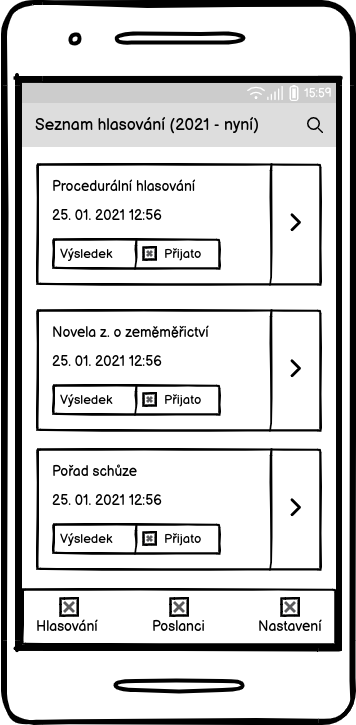 15:59
Seznam hlasování (2021 - nyní)
Procedurální hlasování
25. 01. 2021 12:56
Výsledek Přijato
Novela z. o zeměměřictví
25. 01. 2021 12:56
Výsledek Přijato
Pořad schůze
25. 01. 2021 12:56
Výsledek Přijato
Hlasování Poslanci Nastavení